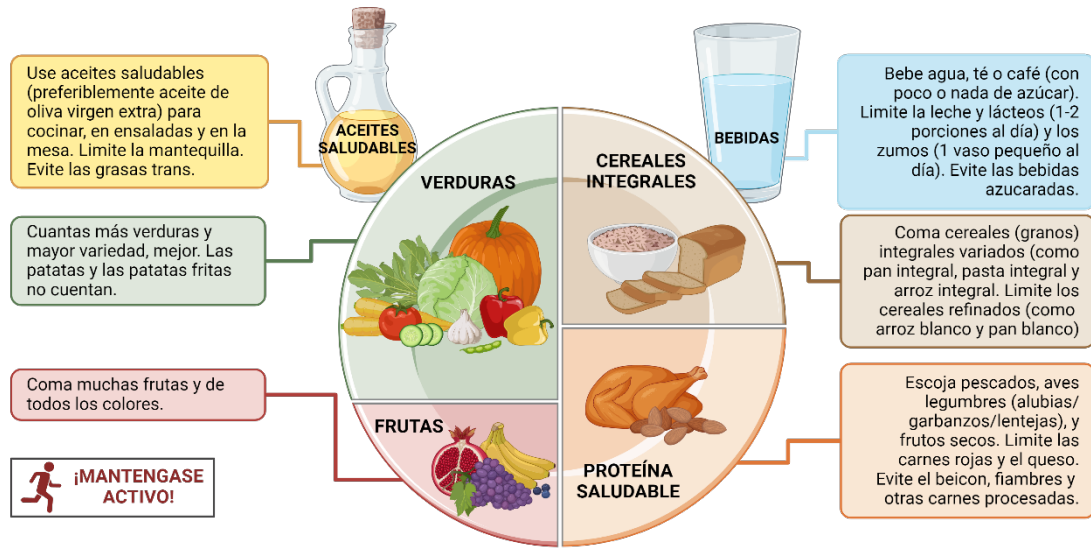 Use aceites saludables
(preferiblemente aceite de
oliva virgen extra) para
cocinar, en ensaladas y en la
mesa. Limite la mantequilla.
Evite las grasas trans.
ACEITES
SALUDABLES
BEBIDAS
Bebe agua, té o café (con
poco o nada de azúcar).
Limite la leche y lácteos (1-2
porciones al día) y los
zumos (1 vaso pequeño al
día). Evite las bebidas
azucaradas.
VERDURAS
CEREALES
INTEGRALES
Cuantas más verduras y
mayor variedad, mejor. Las
patatas y las patatas fritas
no cuentan.
Coma cereales (granos)
integrales variados (como
pan integral, pasta integral y
arroz integral. Limite los
cereales refinados (como
arroz blanco y pan blanco)
Coma muchas frutas y de
todos los colores.
FRUTAS
PROTEÍNA
SALUDABLE
Escoja pescados, aves
legumbres (alubias/
garbanzos/lentejas), y
frutos secos. Limite las
carnes rojas y el queso.
Evite el beicon, fiambres y
otras carnes procesadas.
¡MANTENGASE
ACTIVO!